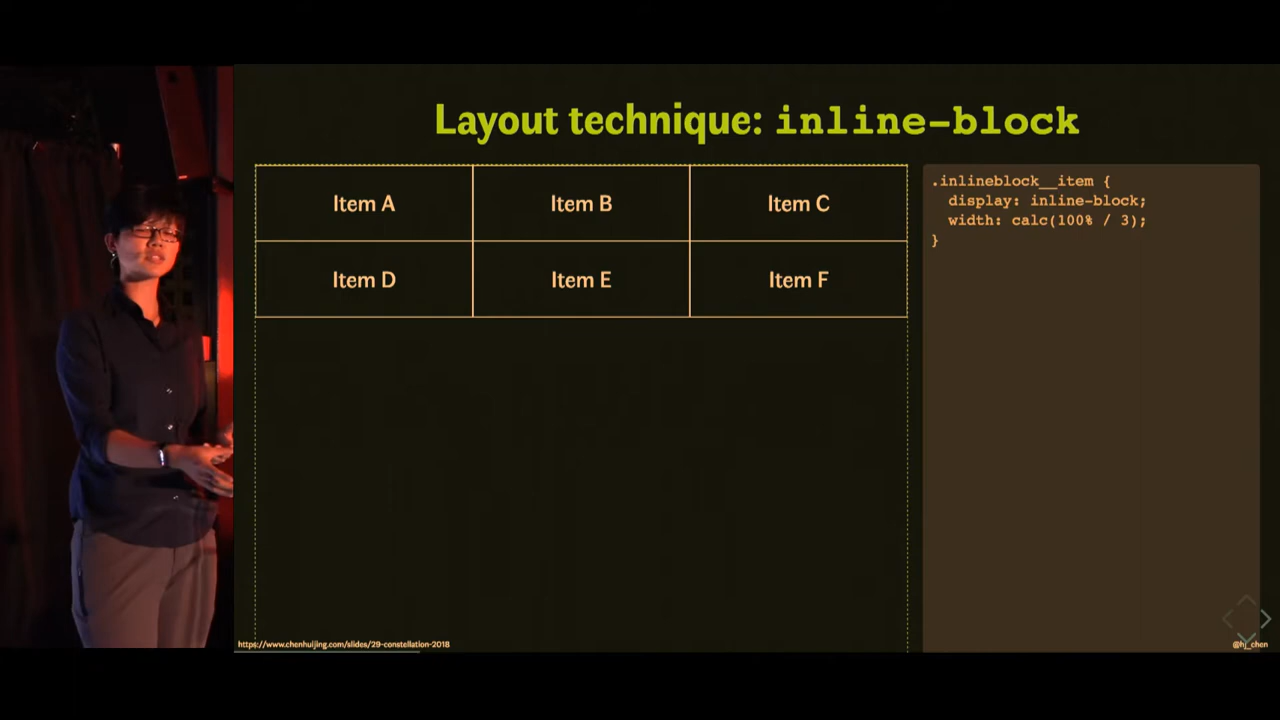 Layout technique: inline-block
Item A Item B Item C
Item D Item E Item F
.inlineblock__item {
display: inline-block;
width: calc(100% / 3);
}
https://www.chenhuijing.com/slides/29-constellation-2018
@hj_chen